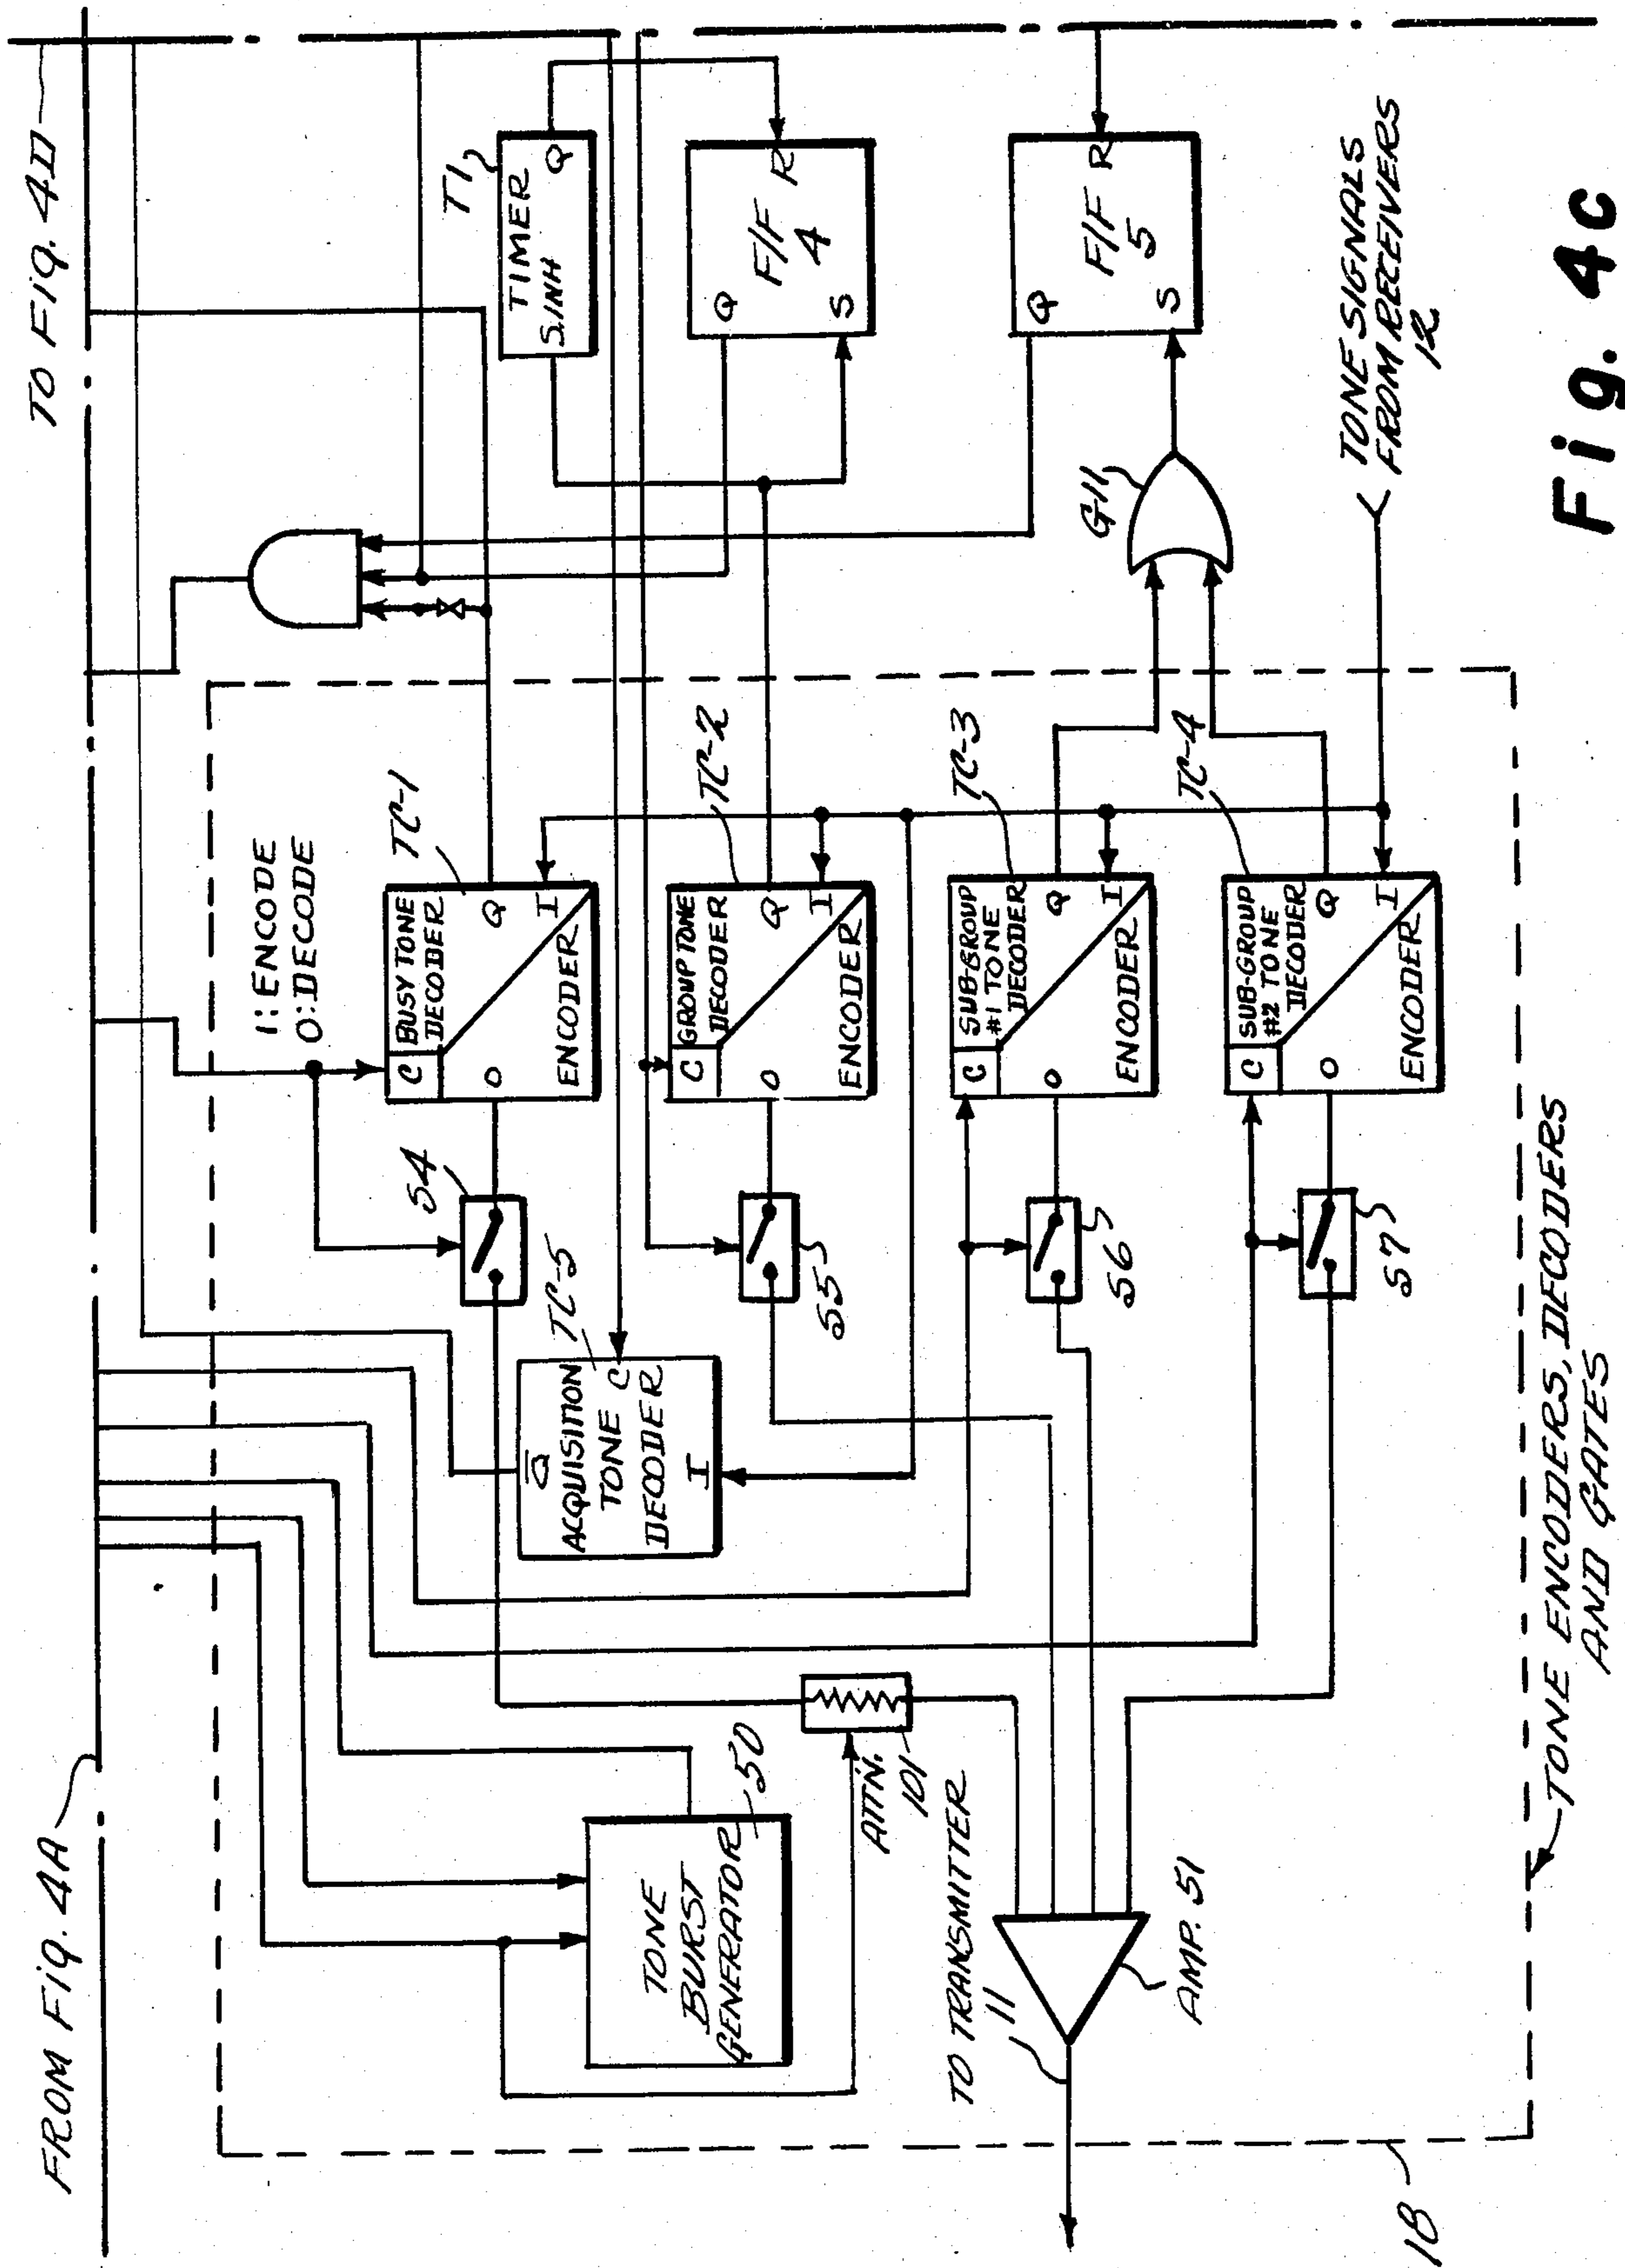 FROM Fig. 4A
TO Fig. 4D
1: ENCODE
0: DECODE
TONE
BURST
GENERATOR
50
ATTN.
101
TO TRANSMITTER
11
AMP. 51
Q
ACQUISITION
TONE C
DECODER
I
TC-5
54
C
BUSY TONE
DECODER
Q
I
O
ENCODER
TC-1
55
C
GROUP TONE
DECODER
Q
I
O
ENCODER
TC-2
56
C
SUB-GROUP
#1 TONE
DECODER
Q
I
O
ENCODER
TC-3
57
C
SUB-GROUP
#2 TONE
DECODER
Q
I
O
ENCODER
TC-4
T1
TIMER
S.INH
Q
Q
F/F
4
R
S
Q
F/F
5
R
S
G11
TONE SIGNALS
FROM RECEIVERS
12
TONE ENCODERS, DECODERS
AND GATES
18
Fig. 4c